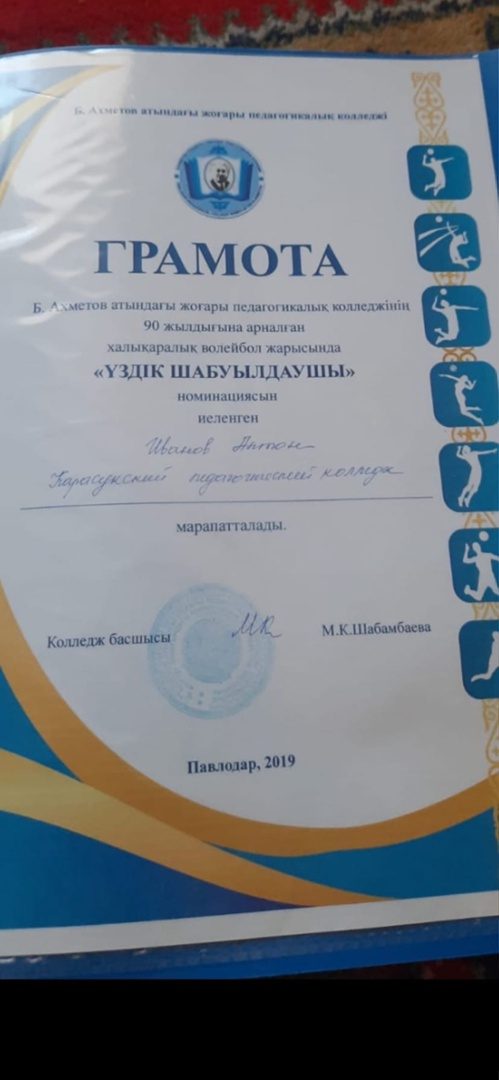 Б. Ахметов атындағы жоғары педагогикалық колледжі
ГРАМОТА
Б. Ахметов атындағы жоғары педагогикалық колледжінің
90 жылдығына арналған
халықаралық волейбол жарысында
«ҮЗДІК ШАБУЫЛДАУШЫ»
номинациясын
иеленген
Иванов Антон
Карасукский педагогический колледж
марапатталады.
Колледж басшысы
М.К.Шабамбаева
Павлодар, 2019